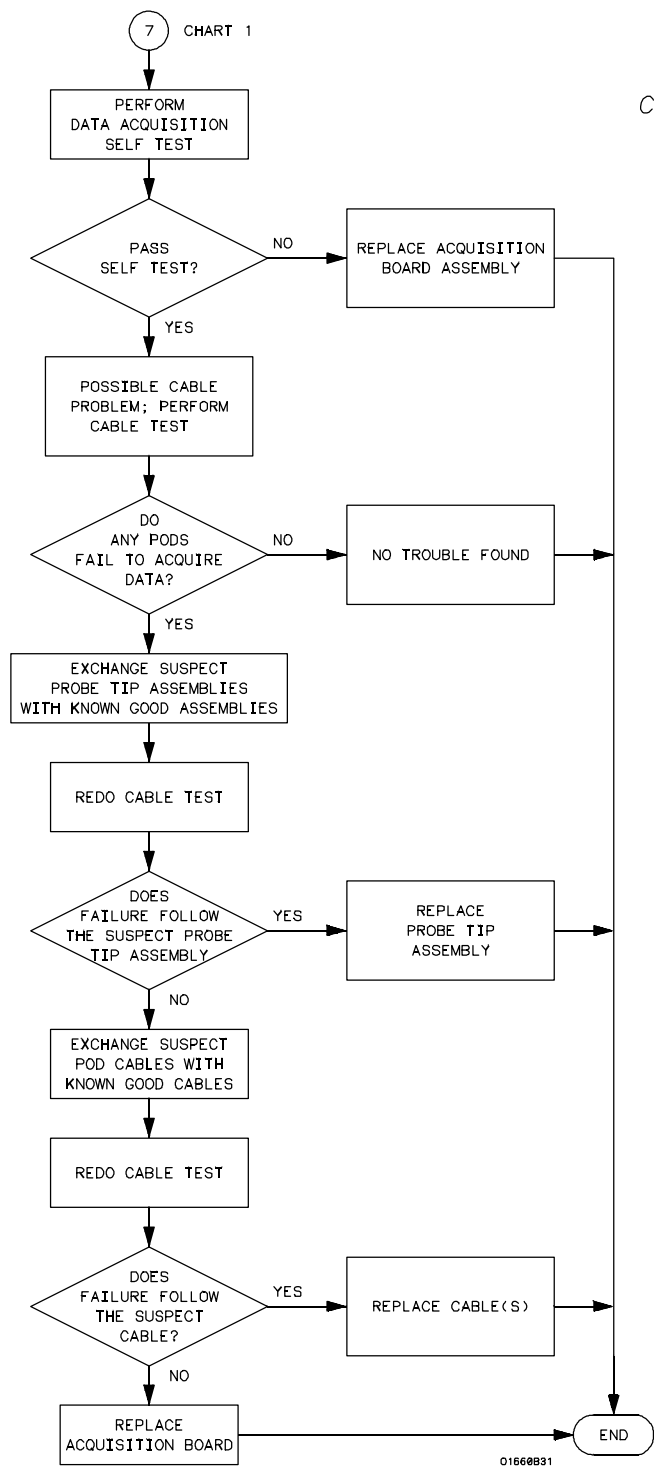 7 CHART 1
PERFORM
DATA ACQUISITION
SELF TEST
C
PASS
SELF TEST?
NO
REPLACE ACQUISITION
BOARD ASSEMBLY
YES
POSSIBLE CABLE
PROBLEM; PERFORM
CABLE TEST
DO
ANY PODS
FAIL TO ACQUIRE
DATA?
NO
NO TROUBLE FOUND
YES
EXCHANGE SUSPECT
PROBE TIP ASSEMBLIES
WITH KNOWN GOOD ASSEMBLIES
REDO CABLE TEST
DOES
FAILURE FOLLOW
THE SUSPECT PROBE
TIP ASSEMBLY
YES
REPLACE
PROBE TIP
ASSEMBLY
NO
EXCHANGE SUSPECT
POD CABLES WITH
KNOWN GOOD CABLES
REDO CABLE TEST
DOES
FAILURE FOLLOW
THE SUSPECT
CABLE?
YES
REPLACE CABLE(S)
NO
REPLACE
ACQUISITION BOARD
END
01660B31